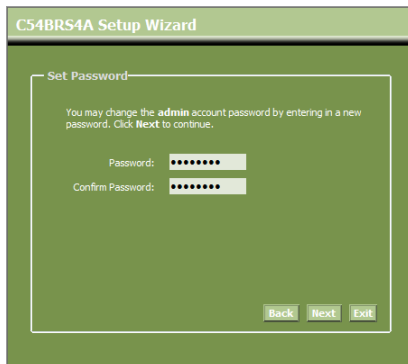 C54BRS4A Setup Wizard
Set Password
You may change the admin account password by entering in a new
password. Click Next to continue.
Password: ••••••••
Confirm Password: ••••••••
Back Next Exit